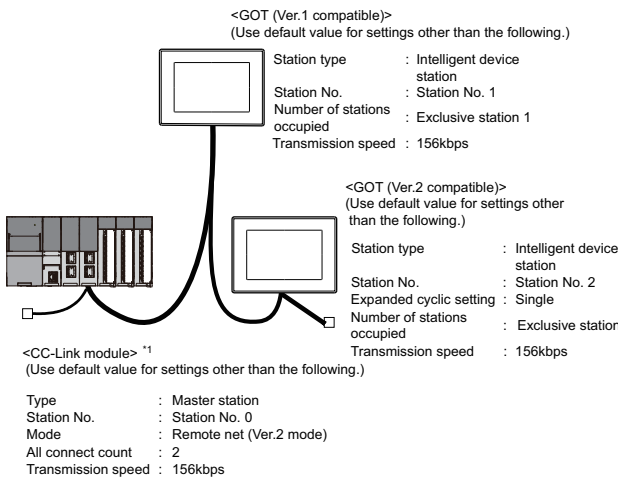 <GOT (Ver.1 compatible)>
(Use default value for settings other than the following.)
Station type : Intelligent device
station
Station No. : Station No. 1
Number of stations
occupied : Exclusive station 1
Transmission speed : 156kbps
<GOT (Ver.2 compatible)>
(Use default value for settings other
than the following.)
Station type : Intelligent device
station
Station No. : Station No. 2
Expanded cyclic setting : Single
Number of stations
occupied : Exclusive station
Transmission speed : 156kbps
<CC-Link module> *1
(Use default value for settings other than the following.)
Type : Master station
Station No. : Station No. 0
Mode : Remote net (Ver.2 mode)
All connect count : 2
Transmission speed : 156kbps